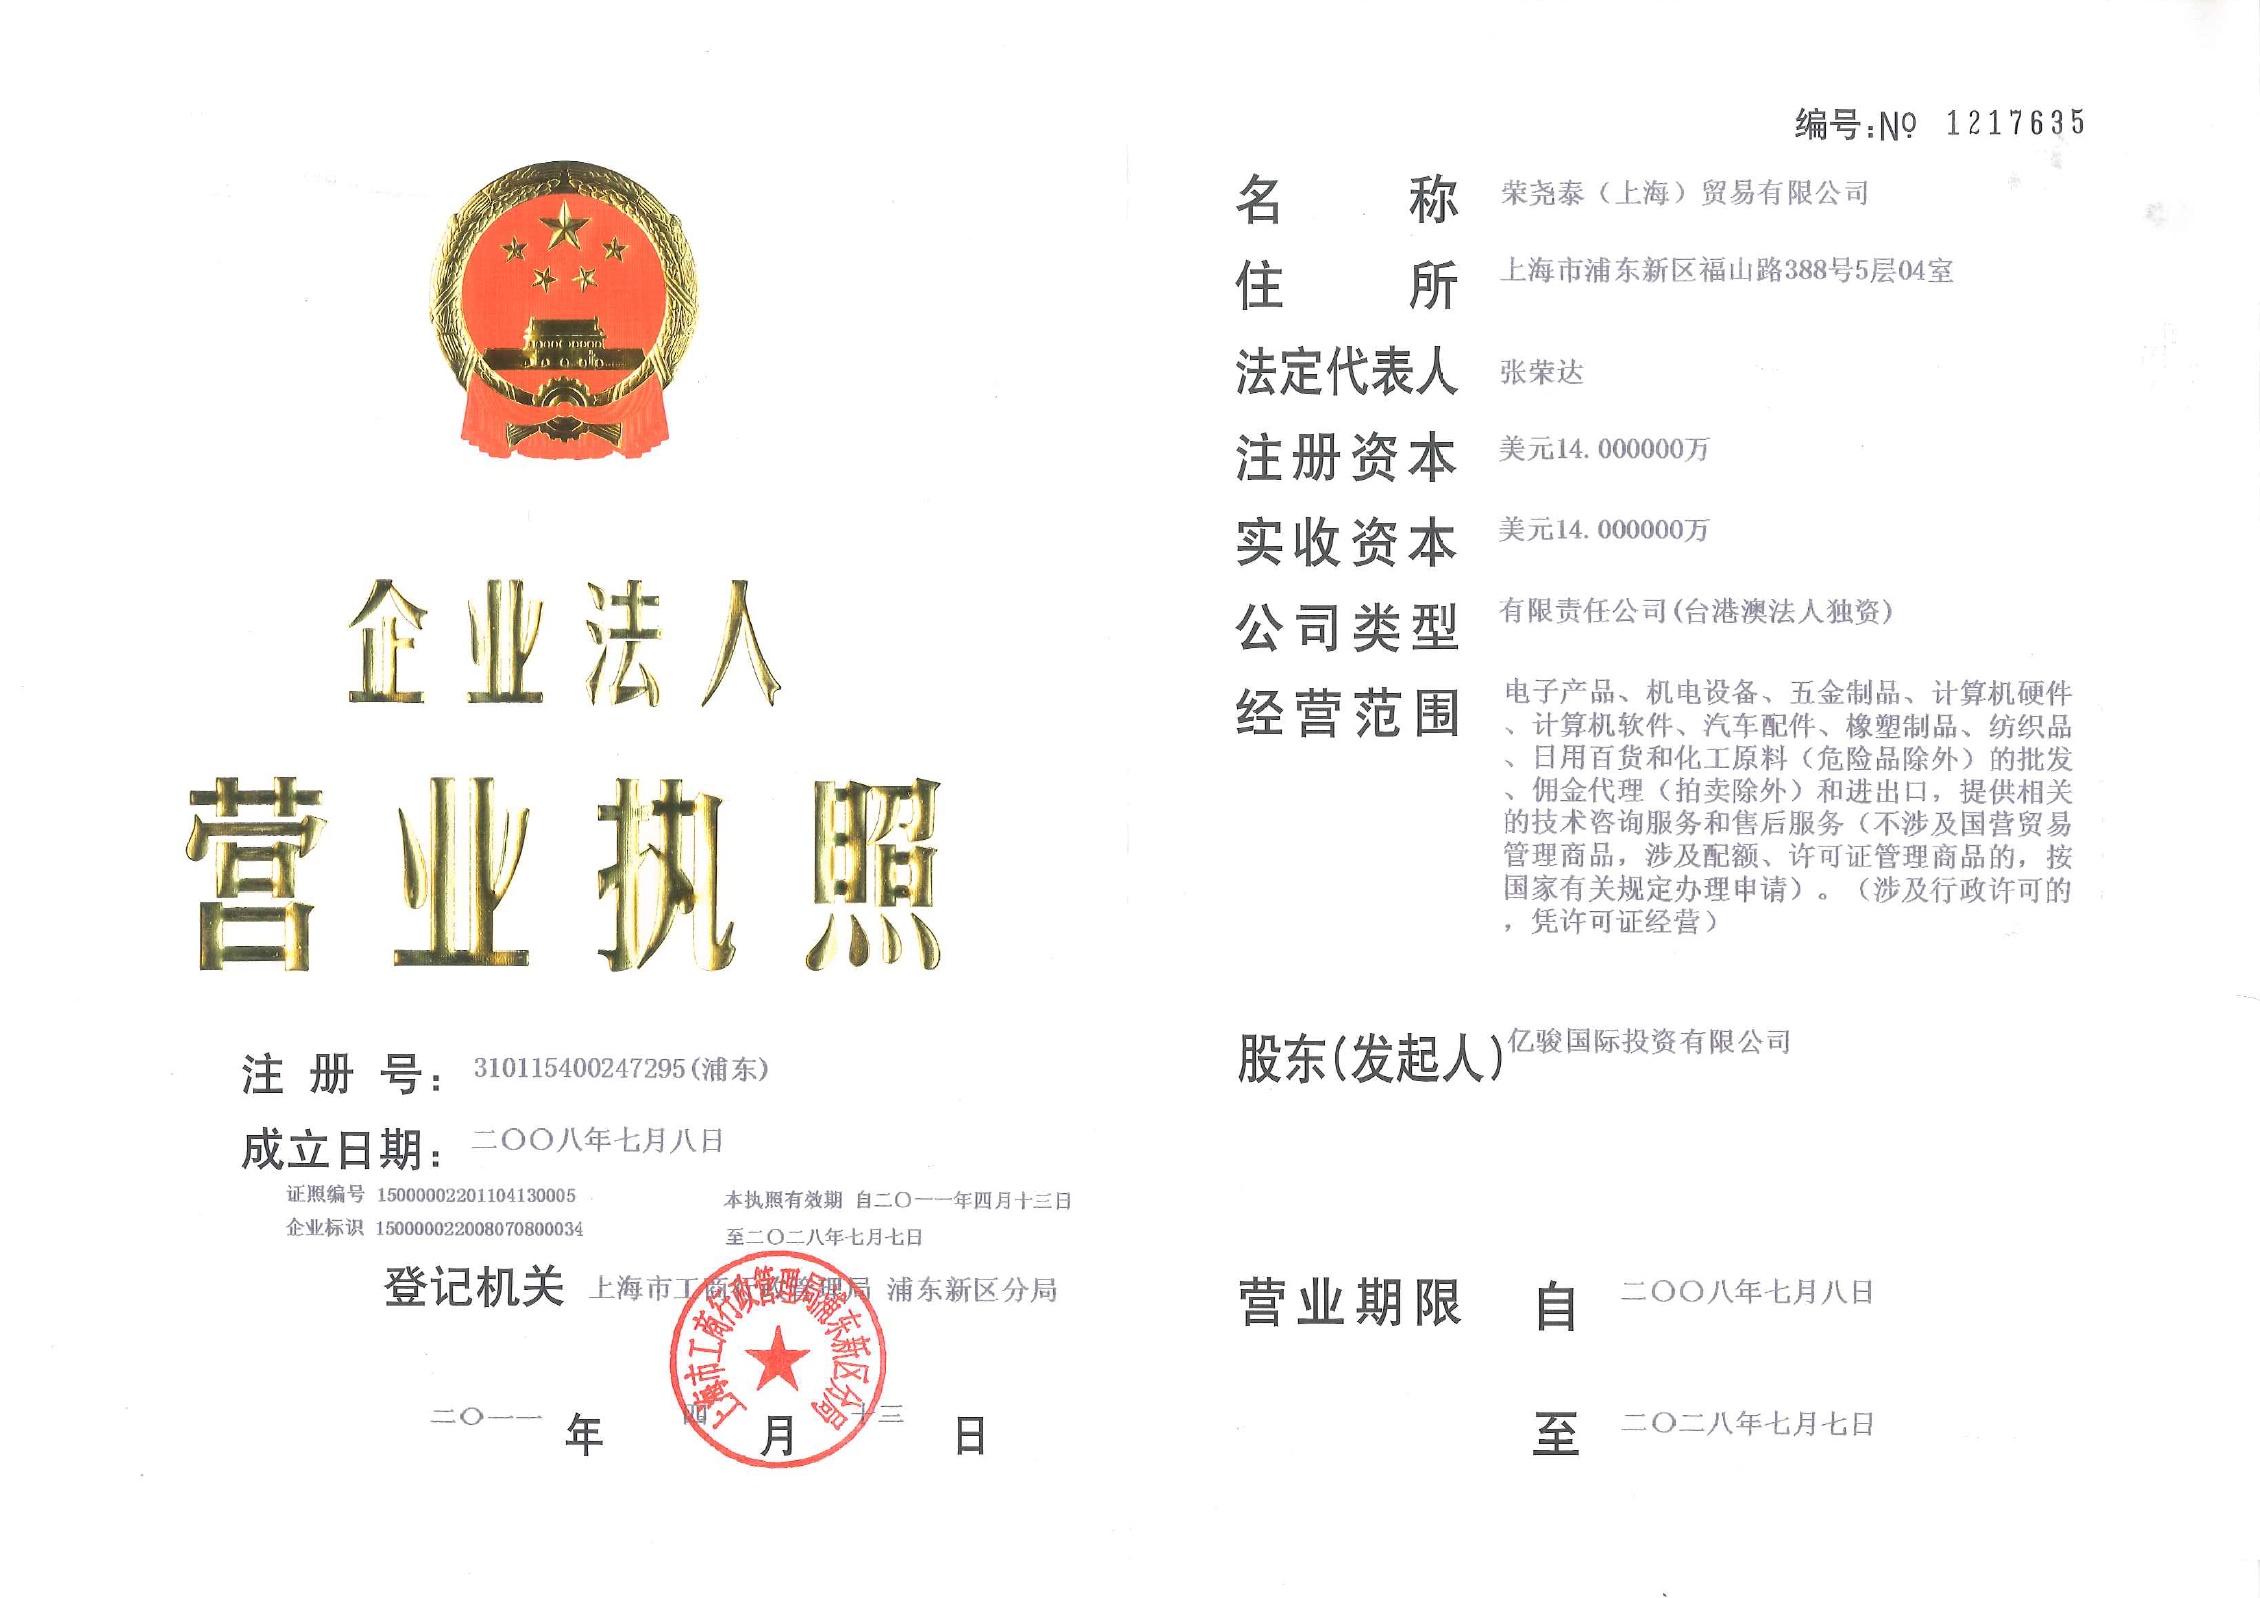 企业法人
营业执照
注册号： 310115400247295(浦东)
成立日期： 二〇〇八年七月八日
证照编号 15000002201104130005
企业标识 150000022008070800034
本执照有效期 自二〇一一年四月十三日
至二〇二八年七月七日
登记机关 上海市工商行政管理局 浦东新区分局
上海市工商行政管理局浦东新区分局
二〇一一 年 四 月 十三 日
编号:№ 1217635
名称 荣尧泰（上海）贸易有限公司
住所 上海市浦东新区福山路388号5层04室
法定代表人 张荣达
注册资本 美元14.000000万
实收资本 美元14.000000万
公司类型 有限责任公司(台港澳法人独资)
经营范围 电子产品、机电设备、五金制品、计算机硬件
、计算机软件、汽车配件、橡塑制品、纺织品
、日用百货和化工原料（危险品除外）的批发
、佣金代理（拍卖除外）和进出口，提供相关
的技术咨询服务和售后服务（不涉及国营贸易
管理商品，涉及配额、许可证管理商品的，按
国家有关规定办理申请）。（涉及行政许可的
，凭许可证经营）
股东(发起人) 亿骏国际投资有限公司
营业期限 自 二〇〇八年七月八日
至 二〇二八年七月七日